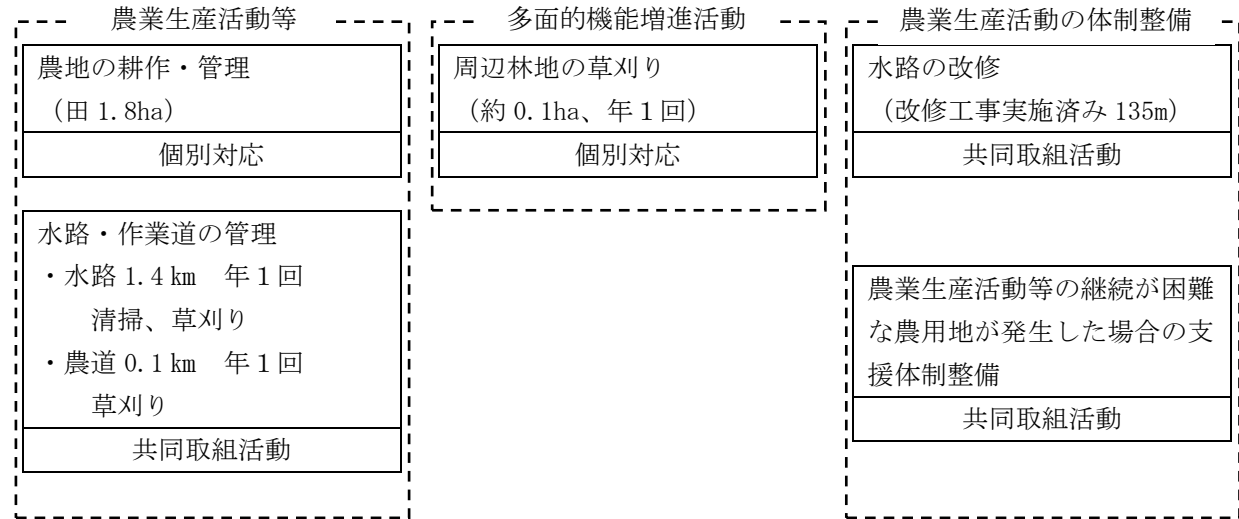 農業生産活動等
農地の耕作・管理
（田 1.8ha）
個別対応
水路・作業道の管理
・水路 1.4 ㎞　年１回
清掃、草刈り
・農道 0.1 ㎞　年１回
草刈り
共同取組活動
多面的機能増進活動
周辺林地の草刈り
（約 0.1ha、年１回）
個別対応
農業生産活動の体制整備
水路の改修
（改修工事実施済み 135m）
共同取組活動
農業生産活動等の継続が困難
な農用地が発生した場合の支
援体制整備
共同取組活動